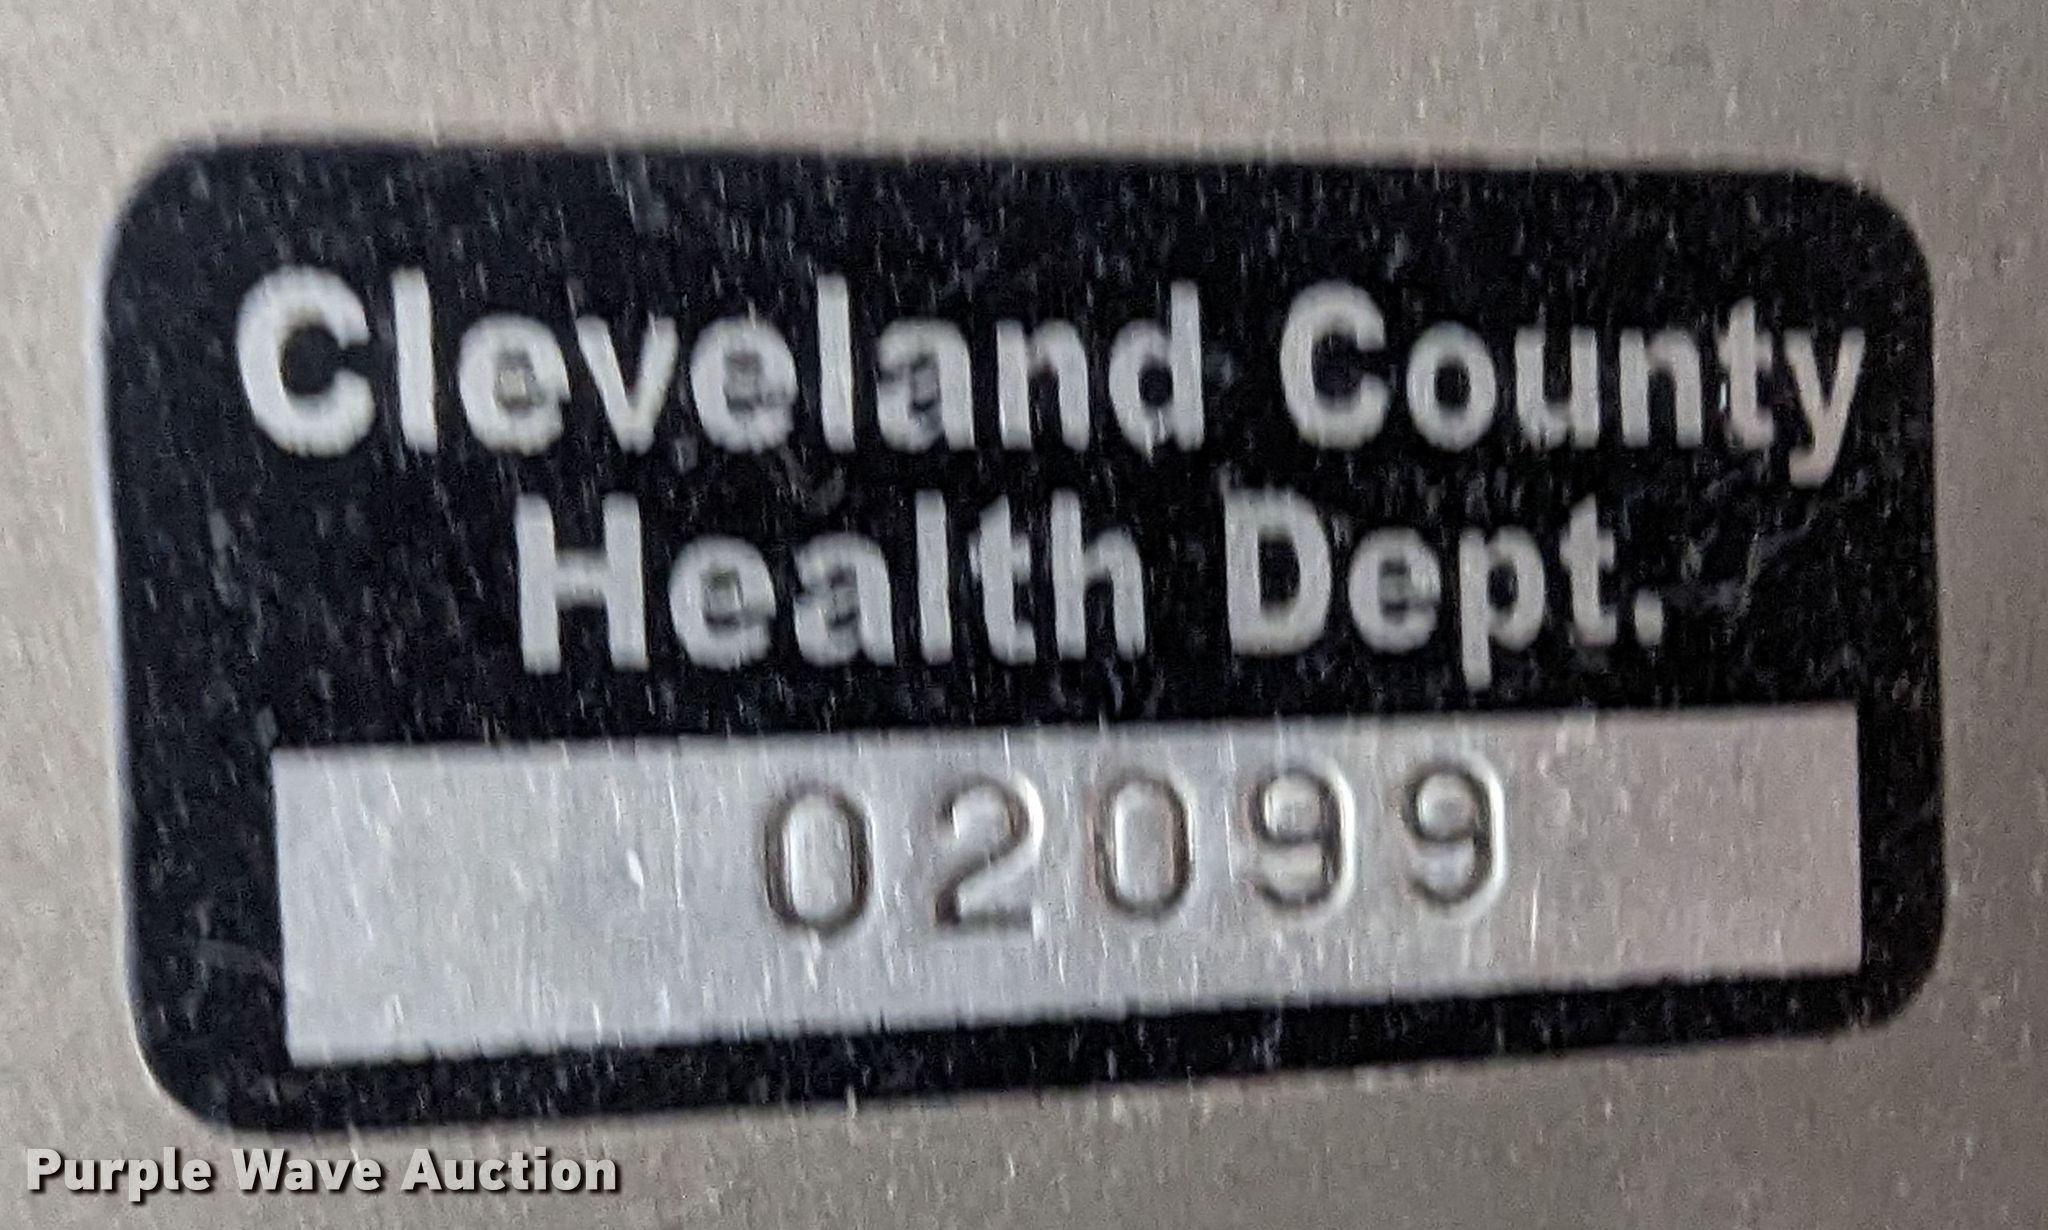 Cleveland County
Health Dept.
02099
Purple Wave Auction